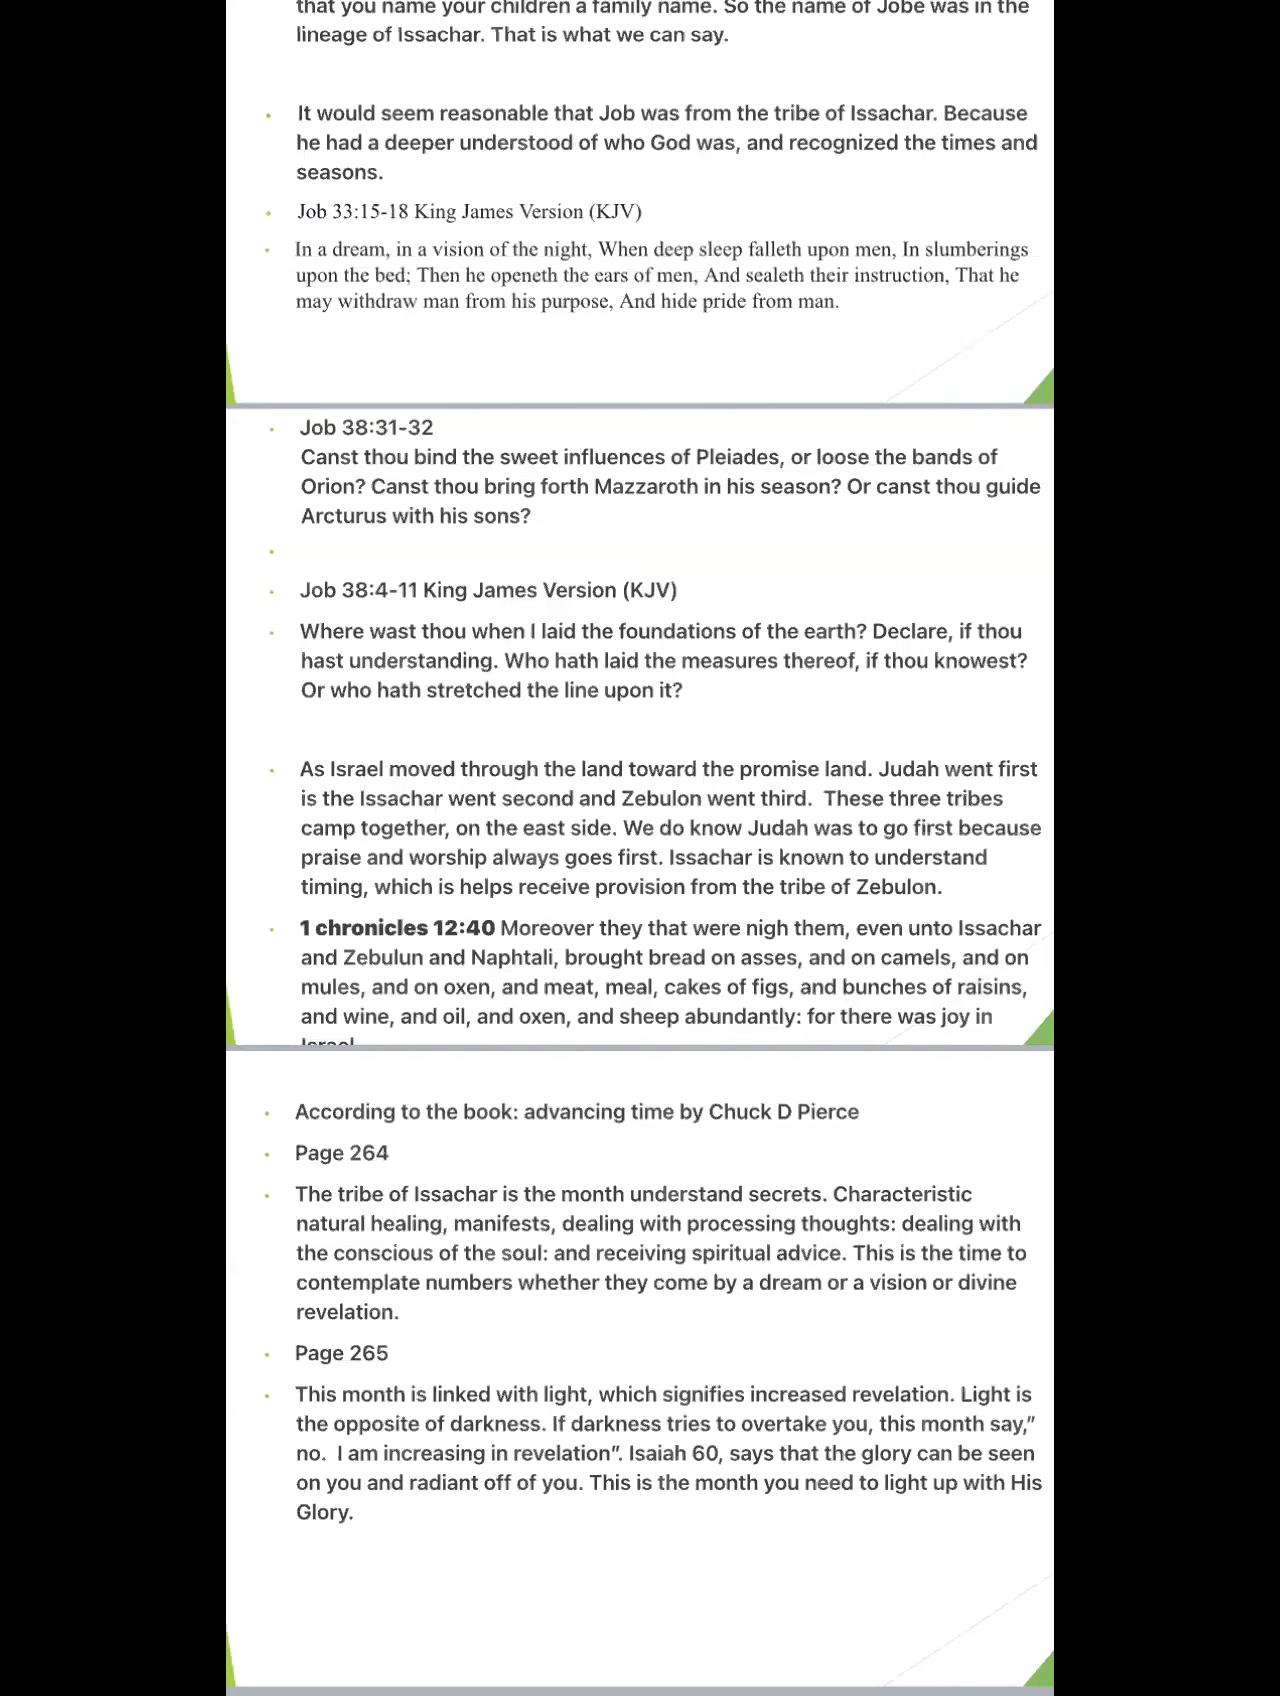 that you name your children a family name. So the name of Jobe was in the
lineage of Issachar. That is what we can say.
It would seem reasonable that Job was from the tribe of Issachar. Because
he had a deeper understood of who God was, and recognized the times and
seasons.
Job 33:15-18 King James Version (KJV)
In a dream, in a vision of the night, When deep sleep falleth upon men, In slumberings
upon the bed; Then he openeth the ears of men, And sealeth their instruction, That he
may withdraw man from his purpose, And hide pride from man.
Job 38:31-32
Canst thou bind the sweet influences of Pleiades, or loose the bands of
Orion? Canst thou bring forth Mazzaroth in his season? Or canst thou guide
Arcturus with his sons?
Job 38:4-11 King James Version (KJV)
Where wast thou when I laid the foundations of the earth? Declare, if thou
hast understanding. Who hath laid the measures thereof, if thou knowest?
Or who hath stretched the line upon it?
As Israel moved through the land toward the promise land. Judah went first
is the Issachar went second and Zebulon went third.  These three tribes
camp together, on the east side. We do know Judah was to go first because
praise and worship always goes first. Issachar is known to understand
timing, which is helps receive provision from the tribe of Zebulon.
1 chronicles 12:40 Moreover they that were nigh them, even unto Issachar
and Zebulun and Naphtali, brought bread on asses, and on camels, and on
mules, and on oxen, and meat, meal, cakes of figs, and bunches of raisins,
and wine, and oil, and oxen, and sheep abundantly: for there was joy in
Israel
According to the book: advancing time by Chuck D Pierce
Page 264
The tribe of Issachar is the month understand secrets. Characteristic
natural healing, manifests, dealing with processing thoughts: dealing with
the conscious of the soul: and receiving spiritual advice. This is the time to
contemplate numbers whether they come by a dream or a vision or divine
revelation.
Page 265
This month is linked with light, which signifies increased revelation. Light is
the opposite of darkness. If darkness tries to overtake you, this month say,”
no.  I am increasing in revelation”. Isaiah 60, says that the glory can be seen
on you and radiant off of you. This is the month you need to light up with His
Glory.